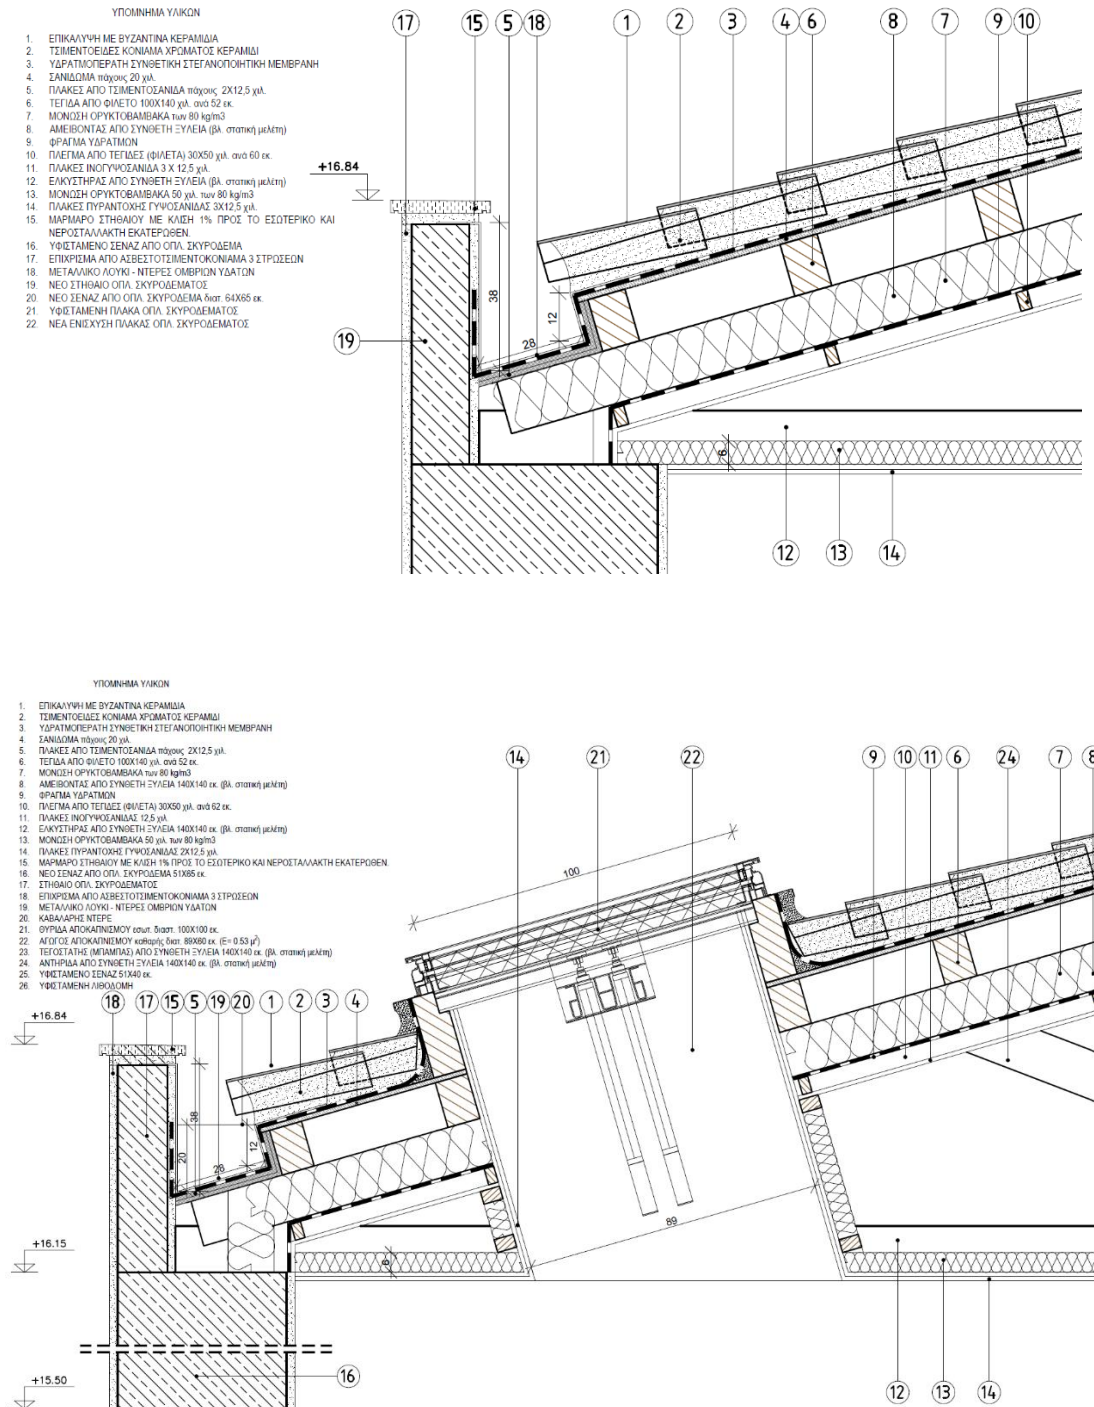 ΥΠΟΜΝΗΜΑ ΥΛΙΚΩΝ
1. ΕΠΙΚΑΛΥΨΗ ΜΕ ΒΥΖΑΝΤΙΝΑ ΚΕΡΑΜΙΔΙΑ
2. ΤΣΙΜΕΝΤΟΕΙΔΕΣ ΚΟΝΙΑΜΑ ΧΡΩΜΑΤΟΣ ΚΕΡΑΜΙΔΙ
3. ΥΔΡΑΤΜΟΠΕΡΑΤΗ ΣΥΝΘΕΤΙΚΗ ΣΤΕΓΑΝΟΠΟΙΗΤΙΚΗ ΜΕΜΒΡΑΝΗ
4. ΣΑΝΙΔΩΜΑ πάχους 20 χιλ.
5. ΠΛΑΚΕΣ ΑΠΟ ΤΣΙΜΕΝΤΟΣΑΝΙΔΑ πάχους 2Χ12,5 χιλ.
6. ΤΕΓΙΔΑ ΑΠΟ ΦΙΛΕΤΟ 100Χ140 χιλ. ανά 52 εκ.
7. ΜΟΝΩΣΗ ΟΡΥΚΤΟΒΑΜΒΑΚΑ των 80 kg/m3
8. ΑΜΕΙΒΟΝΤΑΣ ΑΠΟ ΣΥΝΘΕΤΗ ΞΥΛΕΙΑ (βλ. στατική μελέτη)
9. ΦΡΑΓΜΑ ΥΔΡΑΤΜΩΝ
10. ΠΛΕΓΜΑ ΑΠΟ ΤΕΓΙΔΕΣ (ΦΙΛΕΤΑ) 30Χ50 χιλ. ανά 60 εκ.
11. ΠΛΑΚΕΣ ΙΝΟΓΥΨΟΣΑΝΙΔΑ 3 Χ 12,5 χιλ.
12. ΕΛΚΥΣΤΗΡΑΣ ΑΠΟ ΣΥΝΘΕΤΗ ΞΥΛΕΙΑ (βλ. στατική μελέτη)
13. ΜΟΝΩΣΗ ΟΡΥΚΤΟΒΑΜΒΑΚΑ 50 χιλ. των 80 kg/m3
14. ΠΛΑΚΕΣ ΠΥΡΑΝΤΟΧΗΣ ΓΥΨΟΣΑΝΙΔΑΣ 3Χ12,5 χιλ.
15. ΜΑΡΜΑΡΟ ΣΤΗΘΑΙΟΥ ΜΕ ΚΛΙΣΗ 1% ΠΡΟΣ ΤΟ ΕΣΩΤΕΡΙΚΟ ΚΑΙ
ΝΕΡΟΣΤΑΛΛΑΚΤΗ ΕΚΑΤΕΡΩΘΕΝ.
16. ΥΦΙΣΤΑΜΕΝΟ ΣΕΝΑΖ ΑΠΟ ΟΠΛ. ΣΚΥΡΟΔΕΜΑ
17. ΕΠΙΧΡΙΣΜΑ ΑΠΟ ΑΣΒΕΣΤΟΤΣΙΜΕΝΤΟΚΟΝΙΑΜΑ 3 ΣΤΡΩΣΕΩΝ
18. ΜΕΤΑΛΛΙΚΟ ΛΟΥΚΙ - ΝΤΕΡΕΣ ΟΜΒΡΙΩΝ ΥΔΑΤΩΝ
19. ΝΕΟ ΣΤΗΘΑΙΟ ΟΠΛ. ΣΚΥΡΟΔΕΜΑΤΟΣ
20. ΝΕΟ ΣΕΝΑΖ ΑΠΟ ΟΠΛ. ΣΚΥΡΟΔΕΜΑ διατ. 64Χ65 εκ.
21. ΥΦΙΣΤΑΜΕΝΗ ΠΛΑΚΑ ΟΠΛ. ΣΚΥΡΟΔΕΜΑΤΟΣ
22. ΝΕΑ ΕΝΙΣΧΥΣΗ ΠΛΑΚΑΣ ΟΠΛ. ΣΚΥΡΟΔΕΜΑΤΟΣ
17 15 5 18 1 2 3 4 6 8 7 9 10
+16.84
38
12
28
19
6
12 13 14
ΥΠΟΜΝΗΜΑ ΥΛΙΚΩΝ
1. ΕΠΙΚΑΛΥΨΗ ΜΕ ΒΥΖΑΝΤΙΝΑ ΚΕΡΑΜΙΔΙΑ
2. ΤΣΙΜΕΝΤΟΕΙΔΕΣ ΚΟΝΙΑΜΑ ΧΡΩΜΑΤΟΣ ΚΕΡΑΜΙΔΙ
3. ΥΔΡΑΤΜΟΠΕΡΑΤΗ ΣΥΝΘΕΤΙΚΗ ΣΤΕΓΑΝΟΠΟΙΗΤΙΚΗ ΜΕΜΒΡΑΝΗ
4. ΣΑΝΙΔΩΜΑ πάχους 20 χιλ.
5. ΠΛΑΚΕΣ ΑΠΟ ΤΣΙΜΕΝΤΟΣΑΝΙΔΑ πάχους 2Χ12,5 χιλ.
6. ΤΕΓΙΔΑ ΑΠΟ ΦΙΛΕΤΟ 100Χ140 χιλ. ανά 52 εκ.
7. ΜΟΝΩΣΗ ΟΡΥΚΤΟΒΑΜΒΑΚΑ των 80 kg/m3
8. ΑΜΕΙΒΟΝΤΑΣ ΑΠΟ ΣΥΝΘΕΤΗ ΞΥΛΕΙΑ 140Χ140 εκ. (βλ. στατική μελέτη)
9. ΦΡΑΓΜΑ ΥΔΡΑΤΜΩΝ
10. ΠΛΕΓΜΑ ΑΠΟ ΤΕΓΙΔΕΣ (ΦΙΛΕΤΑ) 30Χ50 χιλ. ανά 62 εκ.
11. ΠΛΑΚΕΣ ΙΝΟΓΥΨΟΣΑΝΙΔΑΣ 12,5 χιλ.
12. ΕΛΚΥΣΤΗΡΑΣ ΑΠΟ ΣΥΝΘΕΤΗ ΞΥΛΕΙΑ 140Χ140 εκ. (βλ. στατική μελέτη)
13. ΜΟΝΩΣΗ ΟΡΥΚΤΟΒΑΜΒΑΚΑ 50 χιλ. των 80 kg/m3
14. ΠΛΑΚΕΣ ΠΥΡΑΝΤΟΧΗΣ ΓΥΨΟΣΑΝΙΔΑΣ 2Χ12,5 χιλ.
15. ΜΑΡΜΑΡΟ ΣΤΗΘΑΙΟΥ ΜΕ ΚΛΙΣΗ 1% ΠΡΟΣ ΤΟ ΕΣΩΤΕΡΙΚΟ ΚΑΙ ΝΕΡΟΣΤΑΛΛΑΚΤΗ ΕΚΑΤΕΡΩΘΕΝ.
16. ΝΕΟ ΣΕΝΑΖ ΑΠΟ ΟΠΛ. ΣΚΥΡΟΔΕΜΑ 51Χ65 εκ.
17. ΣΤΗΘΑΙΟ ΟΠΛ. ΣΚΥΡΟΔΕΜΑΤΟΣ
18. ΕΠΙΧΡΙΣΜΑ ΑΠΟ ΑΣΒΕΣΤΟΤΣΙΜΕΝΤΟΚΟΝΙΑΜΑ 3 ΣΤΡΩΣΕΩΝ
19. ΜΕΤΑΛΛΙΚΟ ΛΟΥΚΙ - ΝΤΕΡΕΣ ΟΜΒΡΙΩΝ ΥΔΑΤΩΝ
20. ΚΑΒΑΛΑΡΗΣ ΝΤΕΡΕ
21. ΘΥΡΙΔΑ ΑΠΟΚΑΠΝΙΣΜΟΥ εσωτ. διαστ. 100Χ100 εκ.
22. ΑΓΩΓΟΣ ΑΠΟΚΑΠΝΙΣΜΟΥ καθαρής διατ. 89Χ60 εκ. (Ε= 0.53 μ²)
23. ΤΕΓΟΣΤΑΤΗΣ (ΜΠΑΜΠΑΣ) ΑΠΟ ΣΥΝΘΕΤΗ ΞΥΛΕΙΑ 140Χ140 εκ. (βλ. στατική μελέτη)
24. ΑΝΤΗΡΙΔΑ ΑΠΟ ΣΥΝΘΕΤΗ ΞΥΛΕΙΑ 140Χ140 εκ. (βλ. στατική μελέτη)
25. ΥΦΙΣΤΑΜΕΝΟ ΣΕΝΑΖ 51Χ40 εκ.
26. ΥΦΙΣΤΑΜΕΝΗ ΛΙΘΟΔΟΜΗ
14 21 22 9 10 11 6 24 7 8
100
18 17 15 5 19 20 1 2 3 4
+16.84
38
20
12
28
89
+16.15
6
+15.50
16
12 13 14